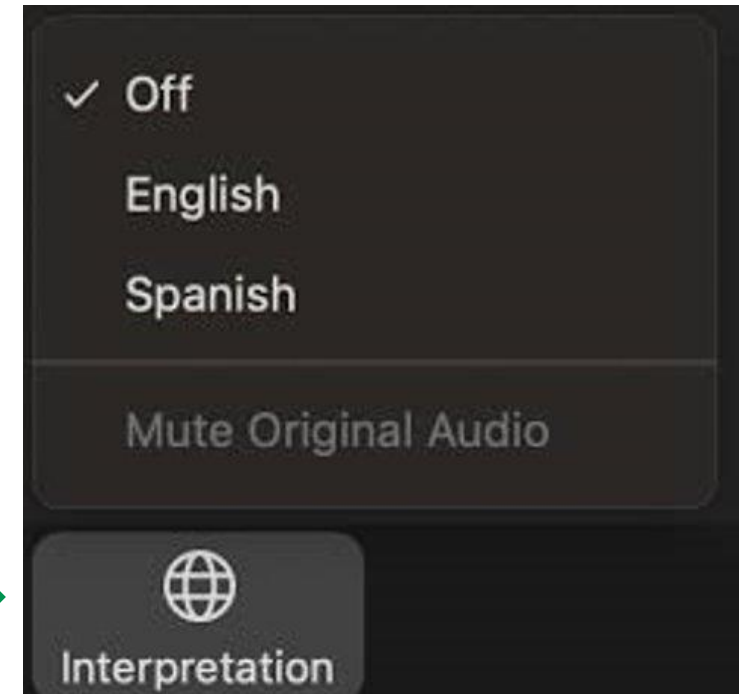 Off
English
Spanish
Mute Original Audio
Interpretation